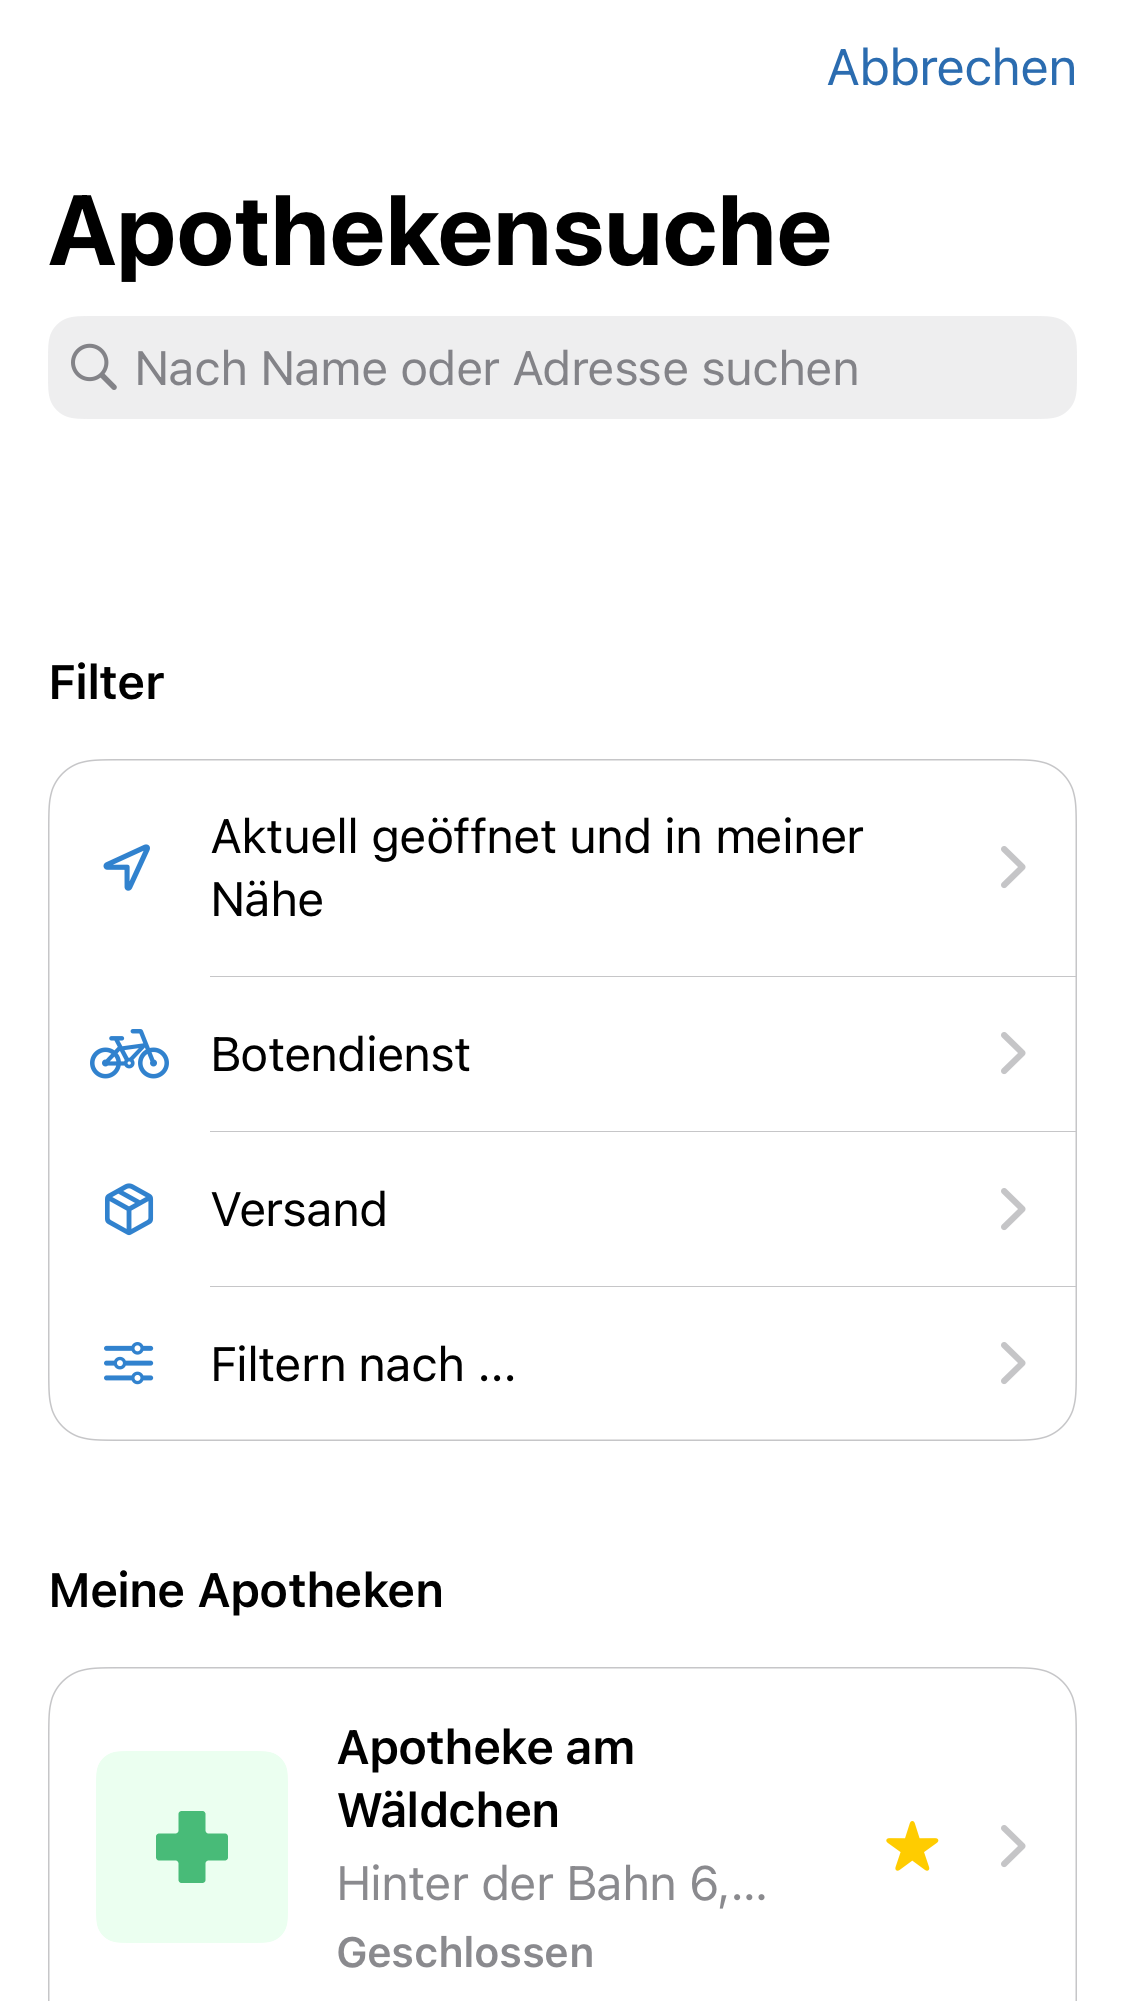 Abbrechen
Apothekensuche
Nach Name oder Adresse suchen
Filter
Aktuell geöffnet und in meiner
Nähe
Botendienst
Versand
Filtern nach ...
Meine Apotheken
Apotheke am
Wäldchen
Hinter der Bahn 6,...
Geschlossen